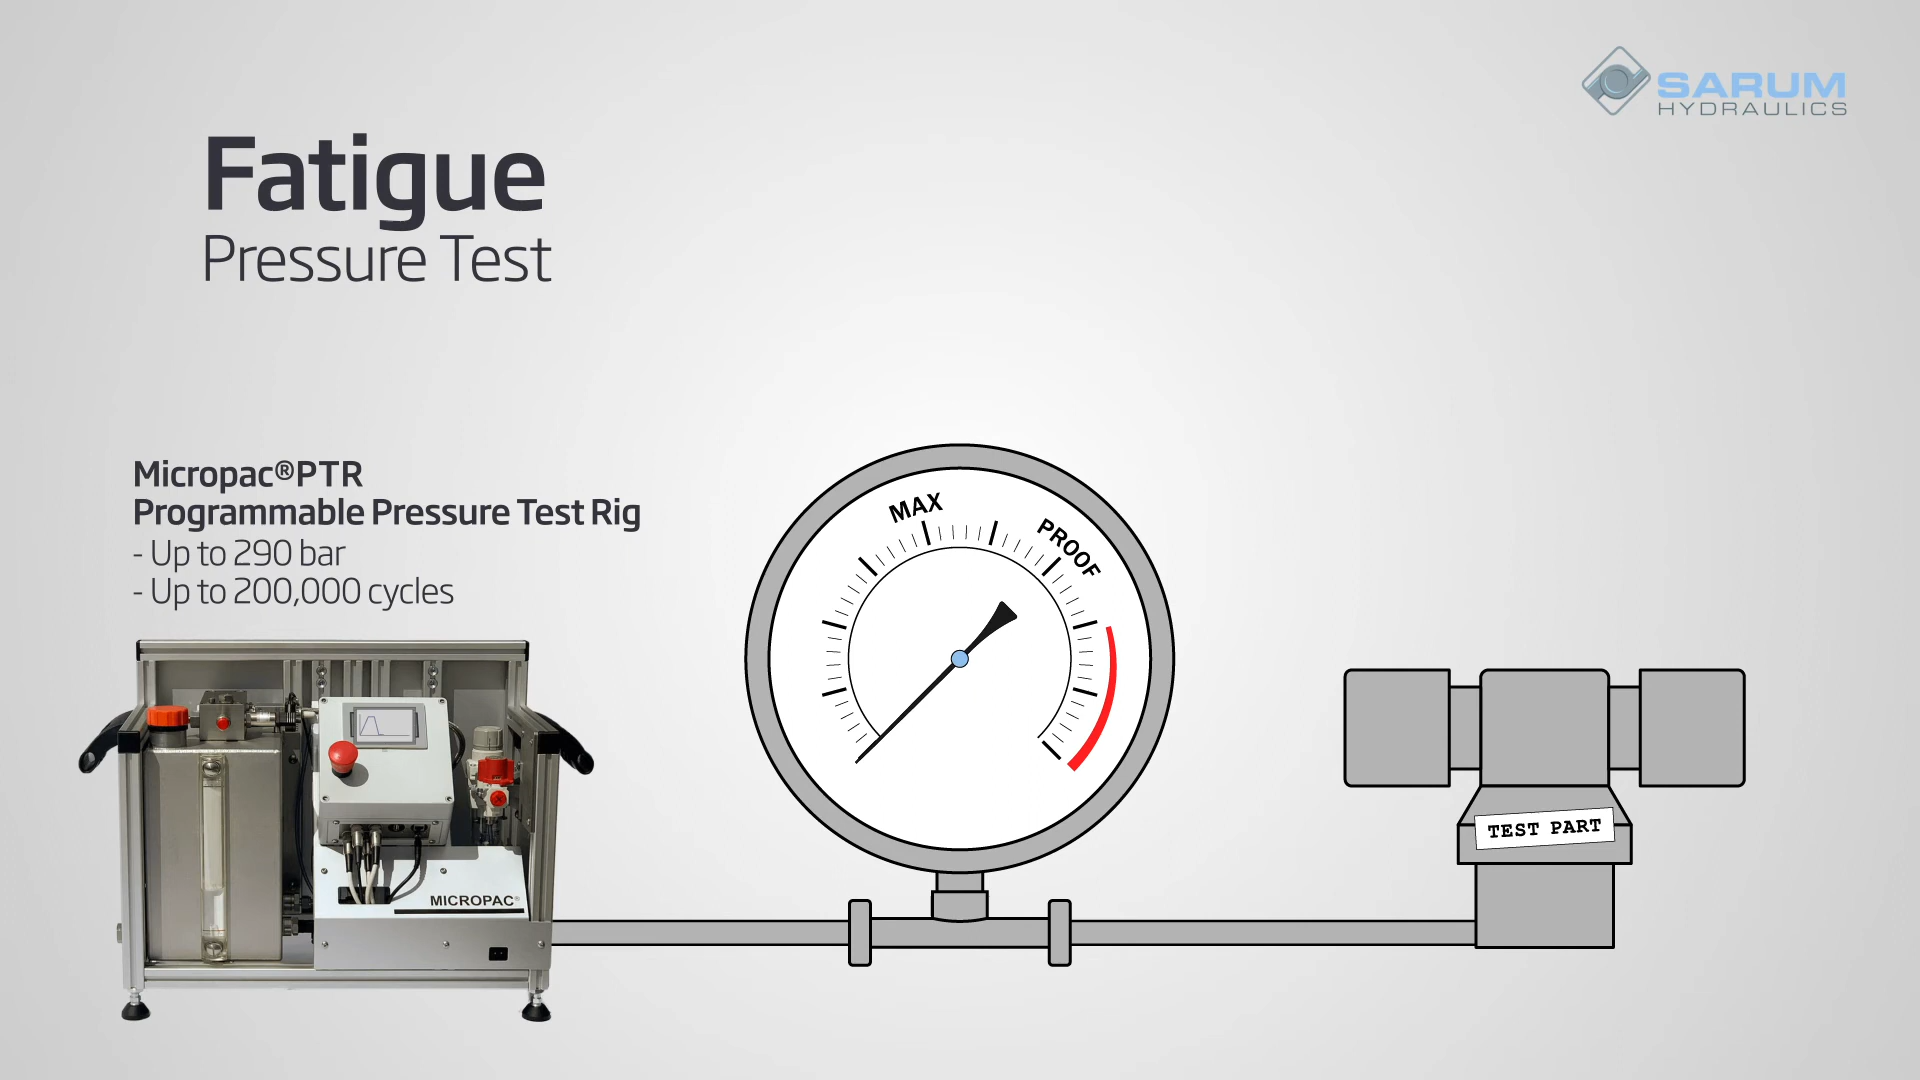 SARUM
HYDRAULICS
Fatigue
Pressure Test
Micropac®PTR
Programmable Pressure Test Rig
- Up to 290 bar
- Up to 200,000 cycles
MAX
PROOF
TEST PART
MICROPAC®